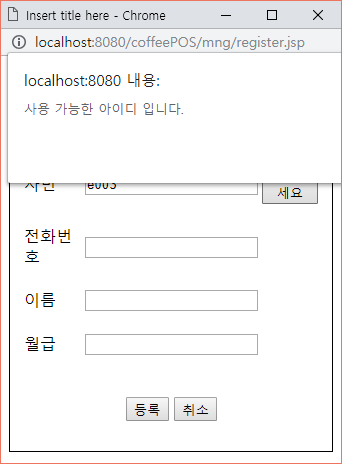 Insert title here - Chrome
localhost:8080/coffeePOS/mng/register.jsp
localhost:8080 내용:
사용 가능한 아이디 입니다.
사번 e003
세요
전화번
호
이름
월급
등록 취소